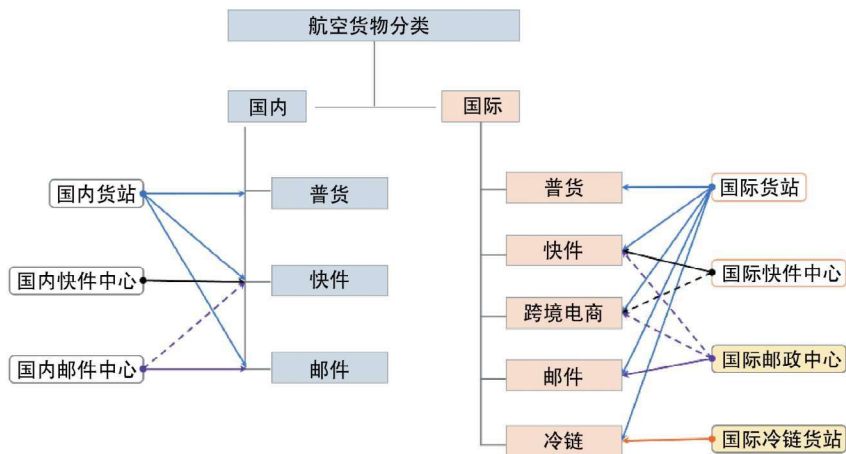 航空货物分类
国内
国际
国内货站
普货
普货
国际货站
快件
国内快件中心
快件
国际快件中心
跨境电商
国内邮件中心
邮件
邮件
国际邮政中心
冷链
国际冷链货站